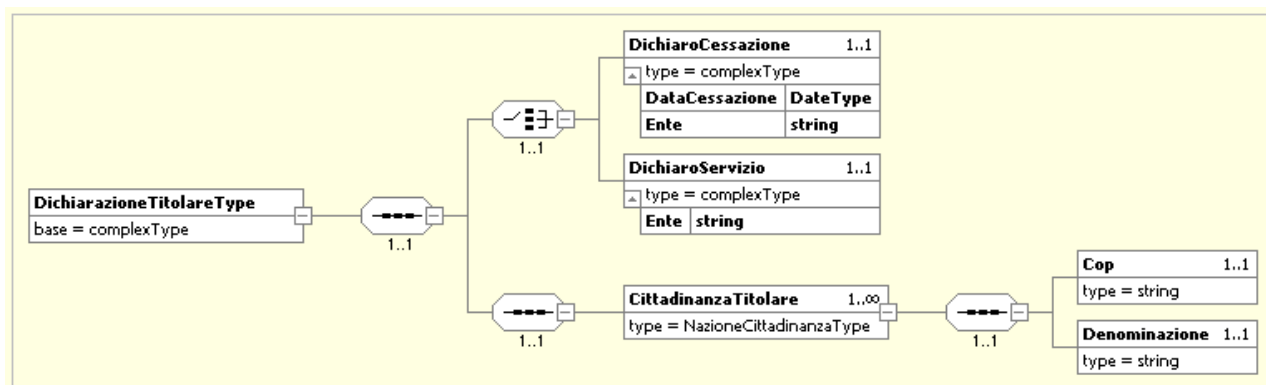 DichiaroCessazione 1..1
type = complexType
DataCessazione DateType
Ente string
1..1
DichiaroServizio 1..1
type = complexType
Ente string
DichiarazioneTitolareType
base = complexType
1..1
CittadinanzaTitolare 1..∞
type = NazioneCittadinanzaType
1..1
Cop 1..1
type = string
1..1
Denominazione 1..1
type = string